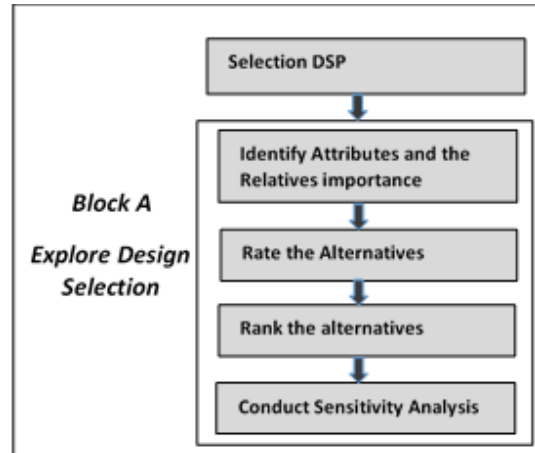 Selection DSP
Identify Attributes and the
Relatives importance
Block A
Explore Design
Selection
Rate the Alternatives
Rank the alternatives
Conduct Sensitivity Analysis